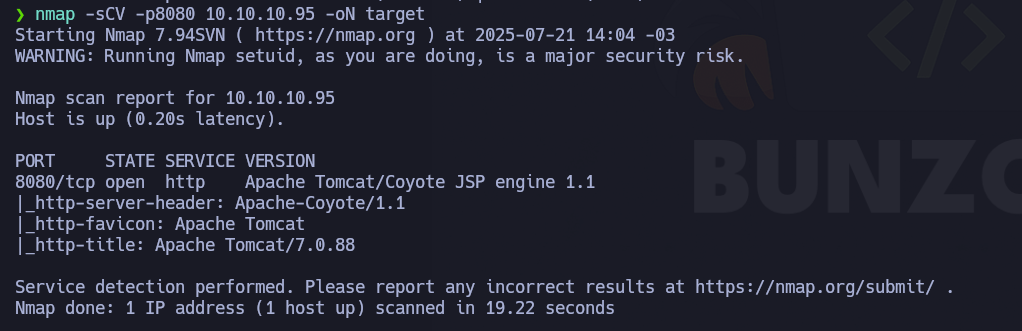 ❯ nmap -sCV -p8080 10.10.10.95 -oN target
Starting Nmap 7.94SVN ( https://nmap.org ) at 2025-07-21 14:04 -03
WARNING: Running Nmap setuid, as you are doing, is a major security risk.
Nmap scan report for 10.10.10.95
Host is up (0.20s latency).
PORT     STATE SERVICE VERSION
8080/tcp open  http    Apache Tomcat/Coyote JSP engine 1.1
|_http-server-header: Apache-Coyote/1.1
|_http-favicon: Apache Tomcat
|_http-title: Apache Tomcat/7.0.88
Service detection performed. Please report any incorrect results at https://nmap.org/submit/ .
Nmap done: 1 IP address (1 host up) scanned in 19.22 seconds